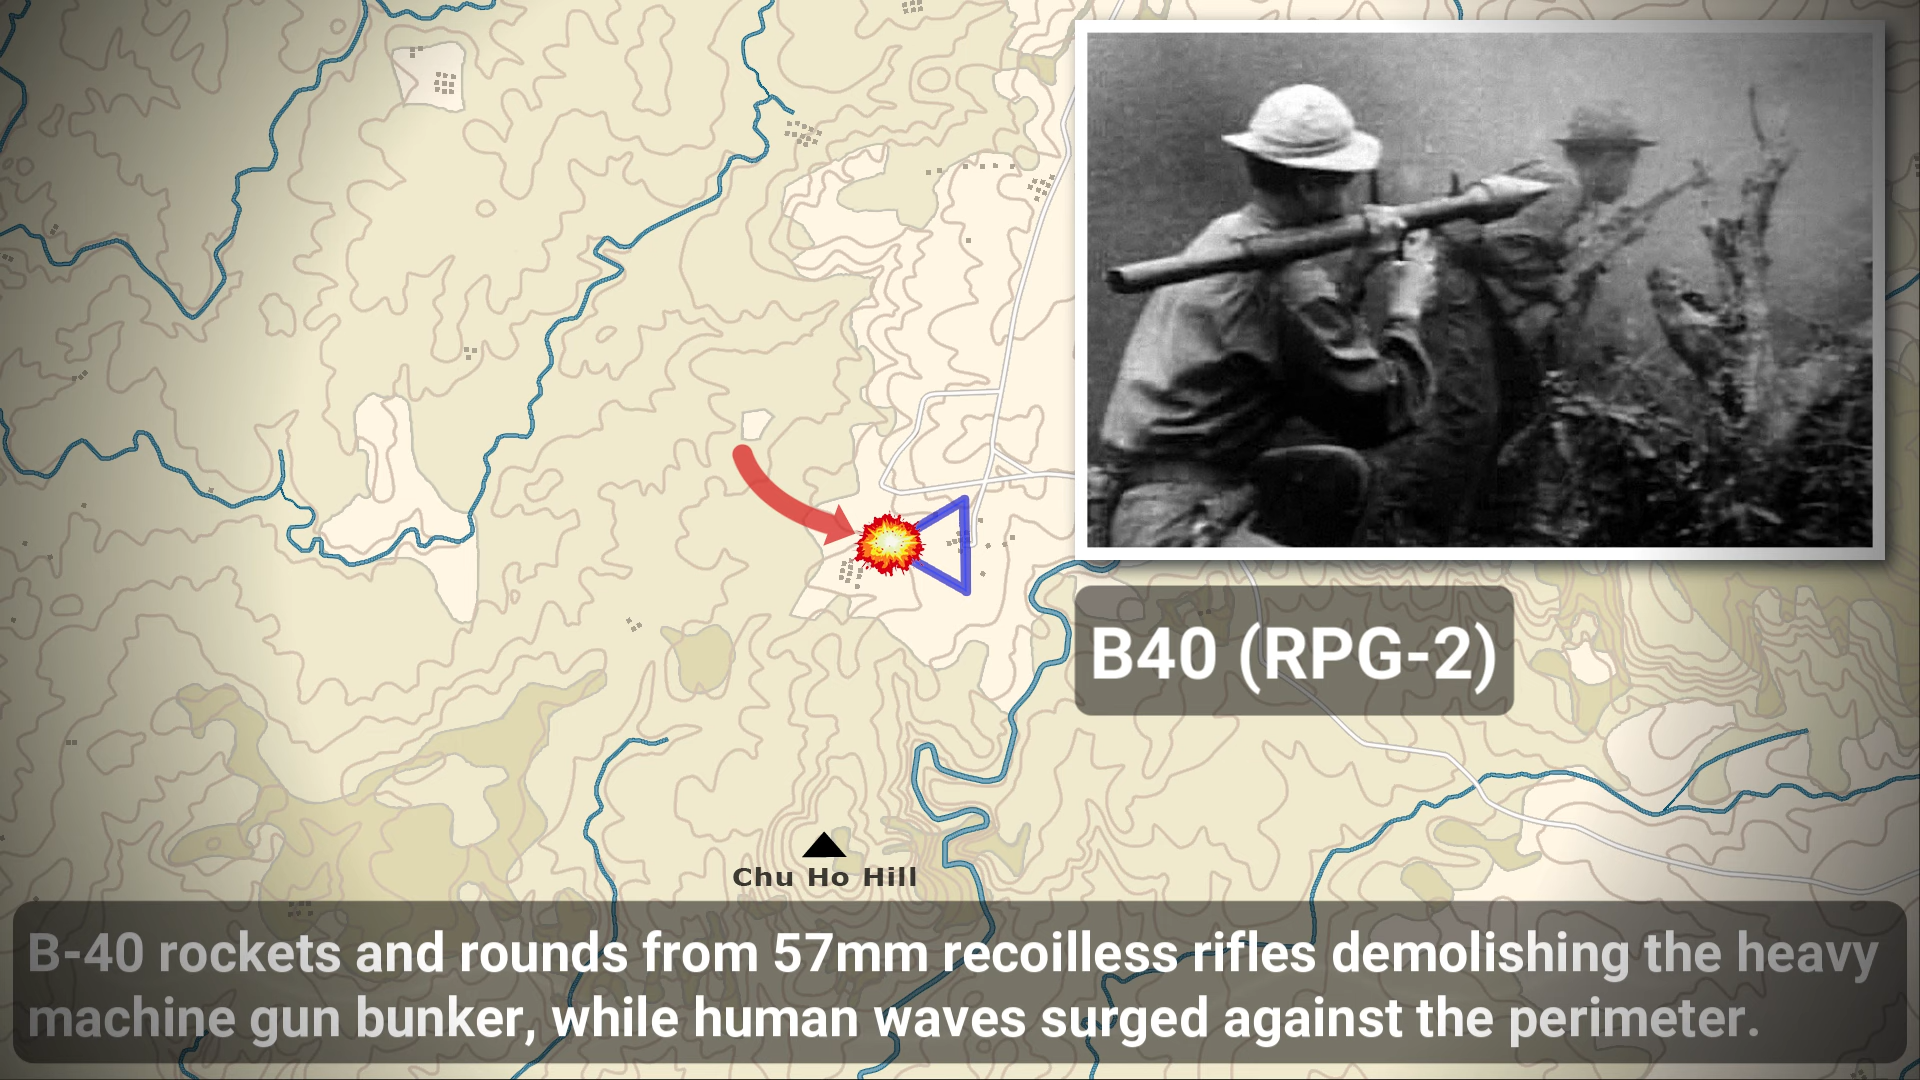 B40 (RPG-2)
Chu Ho Hill
B-40 rockets and rounds from 57mm recoilless rifles demolishing the heavy
machine gun bunker, while human waves surged against the perimeter.